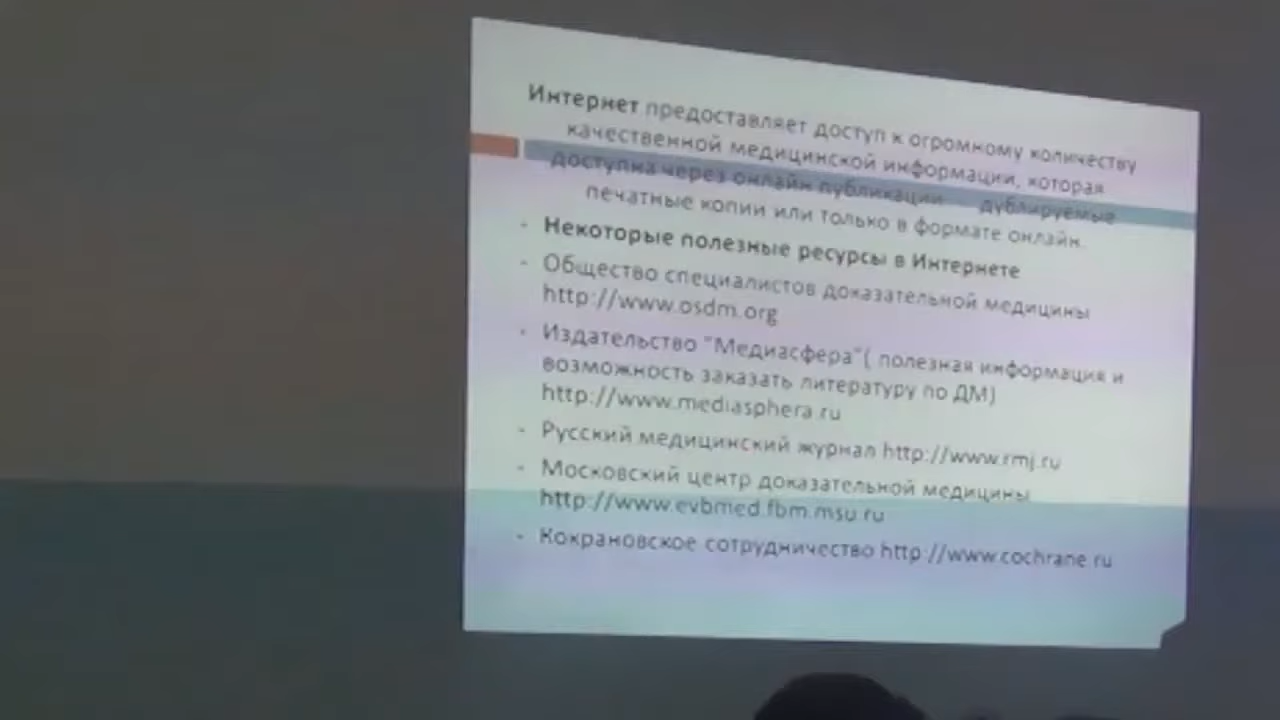 Интернет предоставляет доступ к огромному количеству
качественной медицинской информации, которая
доступна через онлайн публикации дублируемые
печатные копии или только в формате онлайн.
- Некоторые полезные ресурсы в Интернете
- Общество специалистов доказательной медицины
http://www.osdm.org
- Издательство "Медиасфера"( полезная информация и
возможность заказать литературу по ДМ)
http://www.mediasphera.ru
- Русский медицинский журнал http://www.rmj.ru
- Московский центр доказательной медицины
http://www.evbmed.fbm.msu.ru
- Кокрановское сотрудничество http://www.cochrane.ru